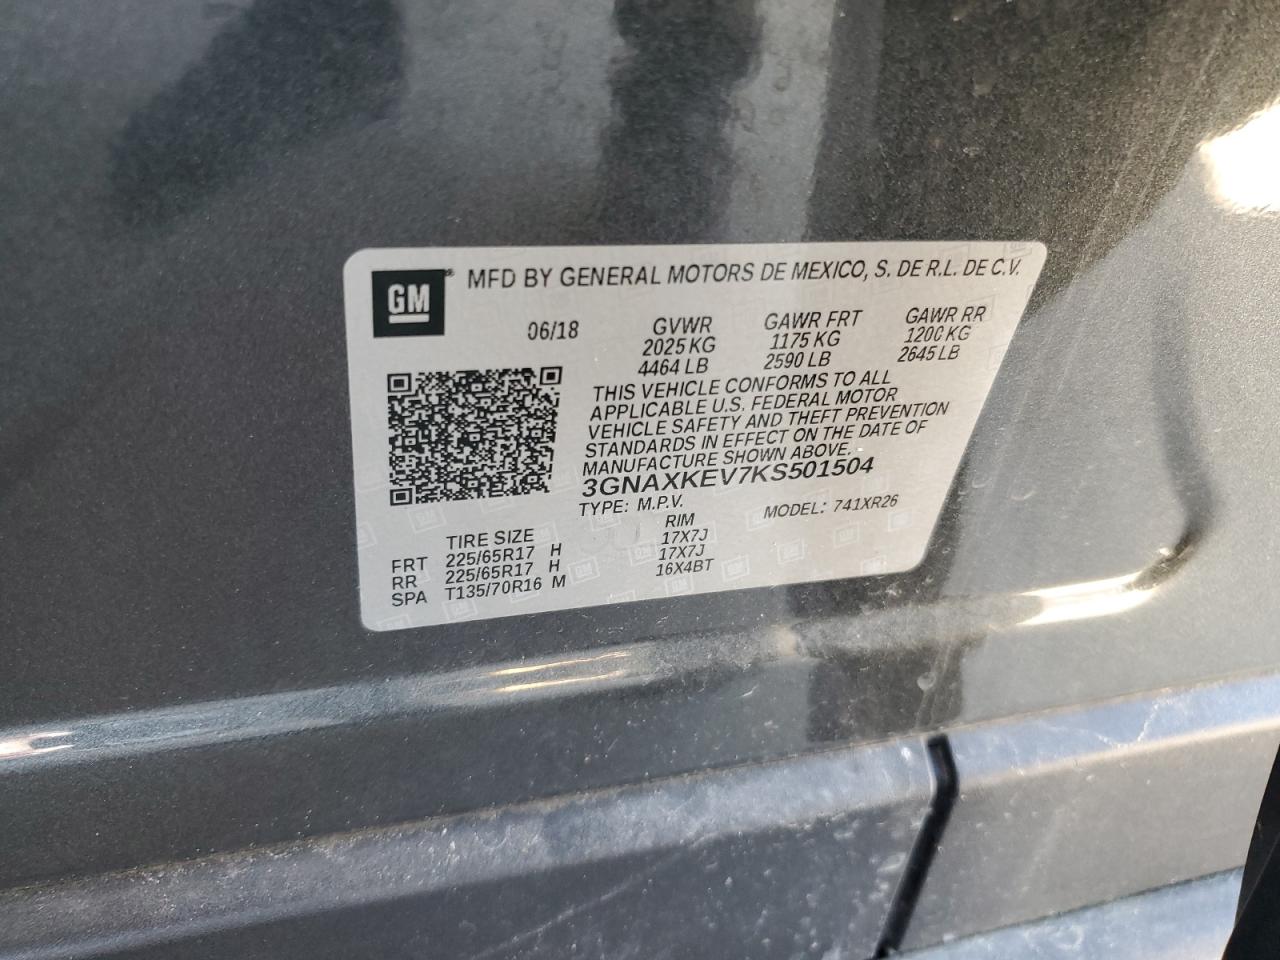 GM® MFD BY GENERAL MOTORS DE MEXICO, S. DE R.L. DE C.V.
06/18 GVWR GAWR FRT GAWR RR
2025 KG 1175 KG 1200 KG
4464 LB 2590 LB 2645 LB
THIS VEHICLE CONFORMS TO ALL
APPLICABLE U.S. FEDERAL MOTOR
VEHICLE SAFETY AND THEFT PREVENTION
STANDARDS IN EFFECT ON THE DATE OF
MANUFACTURE SHOWN ABOVE.
3GNAXKEV7KS501504
TYPE: M.P.V. MODEL: 741XR26
TIRE SIZE RIM
FRT 225/65R17 H 17X7J
RR 225/65R17 H 17X7J
SPA T135/70R16 M 16X4BT